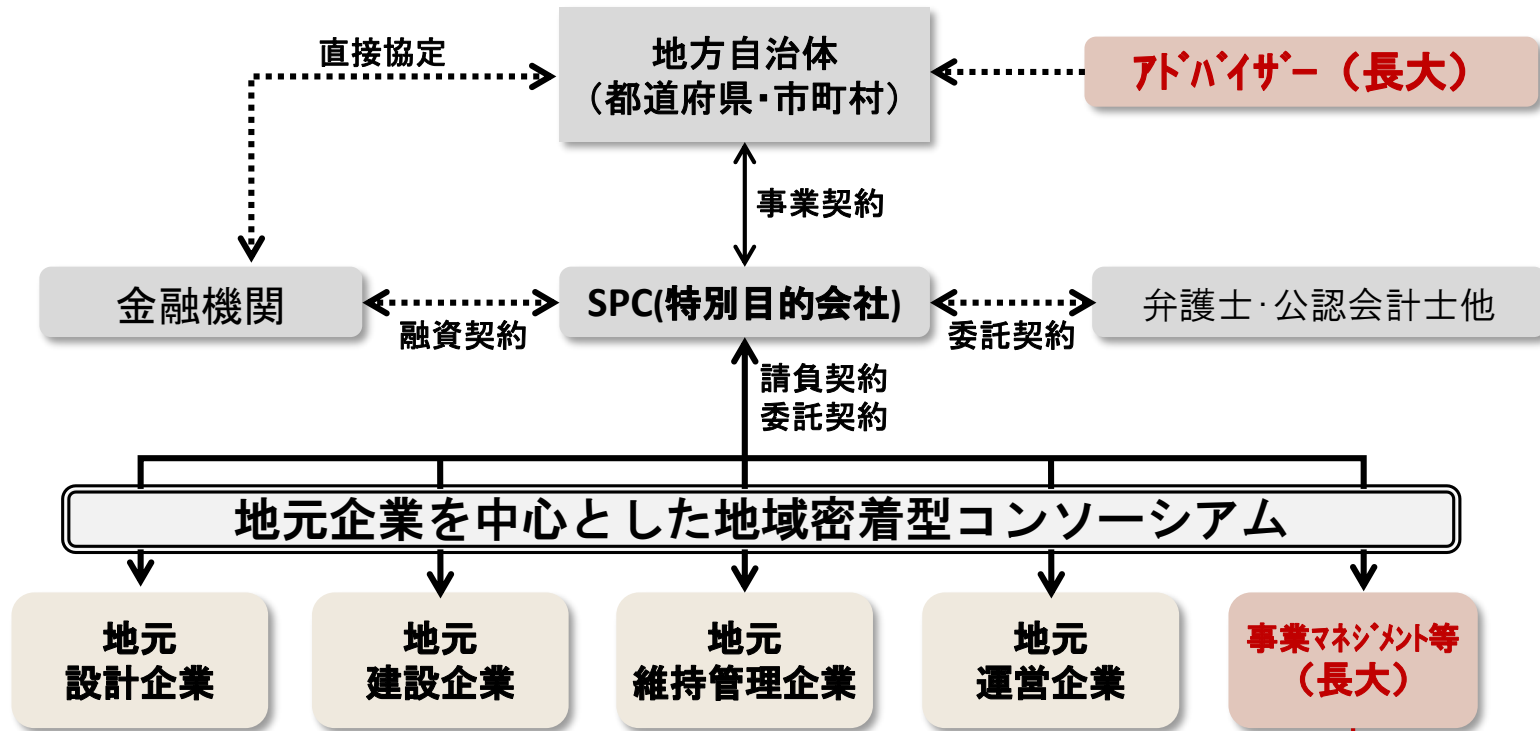 直接協定
地方自治体
（都道府県・市町村）
ｱﾄﾞﾊﾞｲｻﾞｰ（長大）
事業契約
金融機関
SPC(特別目的会社)
弁護士･公認会計士他
融資契約
委託契約
請負契約
委託契約
地元企業を中心とした地域密着型コンソーシアム
地元
設計企業
地元
建設企業
地元
維持管理企業
地元
運営企業
事業ﾏﾈｼﾞﾒﾝﾄ等
（長大）